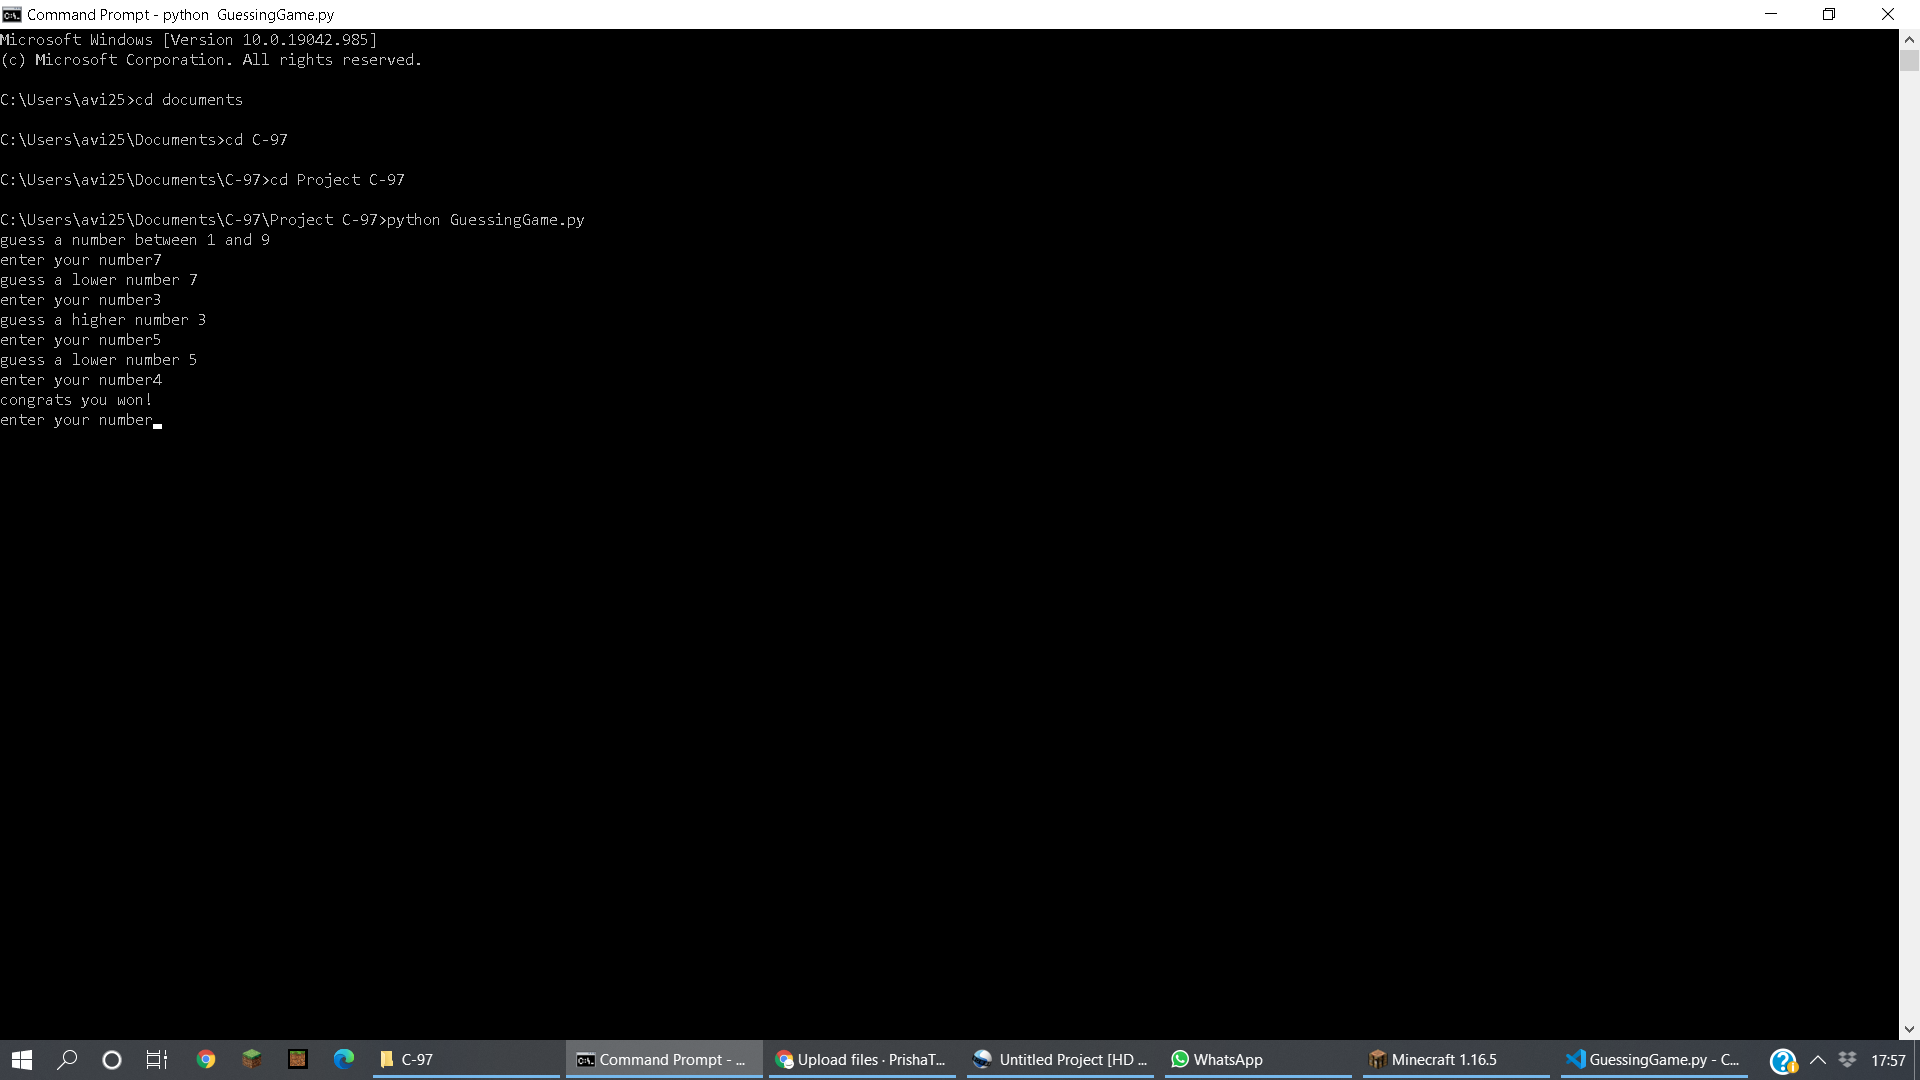 Command Prompt - python  GuessingGame.py
Microsoft Windows [Version 10.0.19042.985]
(c) Microsoft Corporation. All rights reserved.
C:\Users\avi25>cd documents
C:\Users\avi25\Documents>cd C-97
C:\Users\avi25\Documents\C-97>cd Project C-97
C:\Users\avi25\Documents\C-97\Project C-97>python GuessingGame.py
guess a number between 1 and 9
enter your number7
guess a lower number 7
enter your number3
guess a higher number 3
enter your number5
guess a lower number 5
enter your number4
congrats you won!
enter your number
C-97
Command Prompt - ...
Upload files · PrishaT...
Untitled Project [HD ...
WhatsApp
Minecraft 1.16.5
GuessingGame.py - C...
17:57